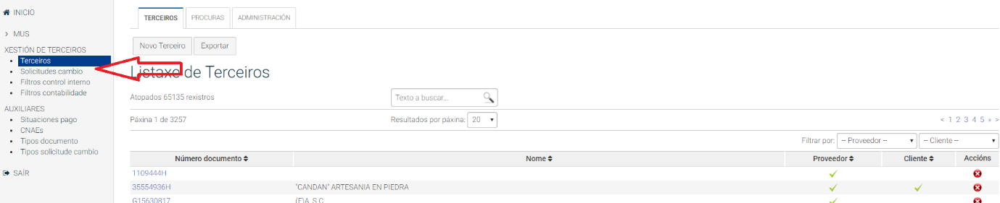 INICIO
> MUS
XESTIÓN DE TERCEIROS
Terceiros
Solicitudes cambio
Filtros control interno
Filtros contabilidade
AUXILIARES
Situaciones pago
CNAEs
Tipos documento
Tipos solicitude cambio
SAÍR
TERCEIROS PROCURAS ADMINISTRACIÓN
Novo Terceiro Exportar
Listaxe de Terceiros
Atopados 65135 rexistros Texto a buscar...
Páxina 1 de 3257 Resultados por páxina: 20 < 1 2 3 4 5 » >
Filtrar por: -- Proveedor -- -- Cliente --
Número documento Nome Proveedor Cliente Accións
1109444H
35554936H "CANDAN" ARTESANIA EN PIEDRA
G15630817 (F)A, S.C.